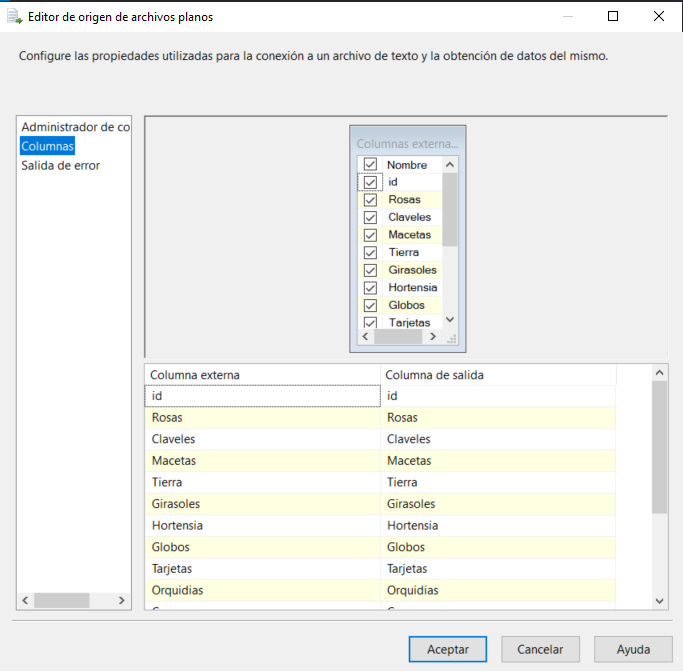 Editor de origen de archivos planos
Configure las propiedades utilizadas para la conexión a un archivo de texto y la obtención de datos del mismo.
Administrador de co
Columnas
Salida de error
Columnas externa...
Nombre
id
Rosas
Claveles
Macetas
Tierra
Girasoles
Hortensia
Globos
Tarjetas
Columna externa Columna de salida
id id
Rosas Rosas
Claveles Claveles
Macetas Macetas
Tierra Tierra
Girasoles Girasoles
Hortensia Hortensia
Globos Globos
Tarjetas Tarjetas
Orquidias Orquidias
Aceptar Cancelar Ayuda